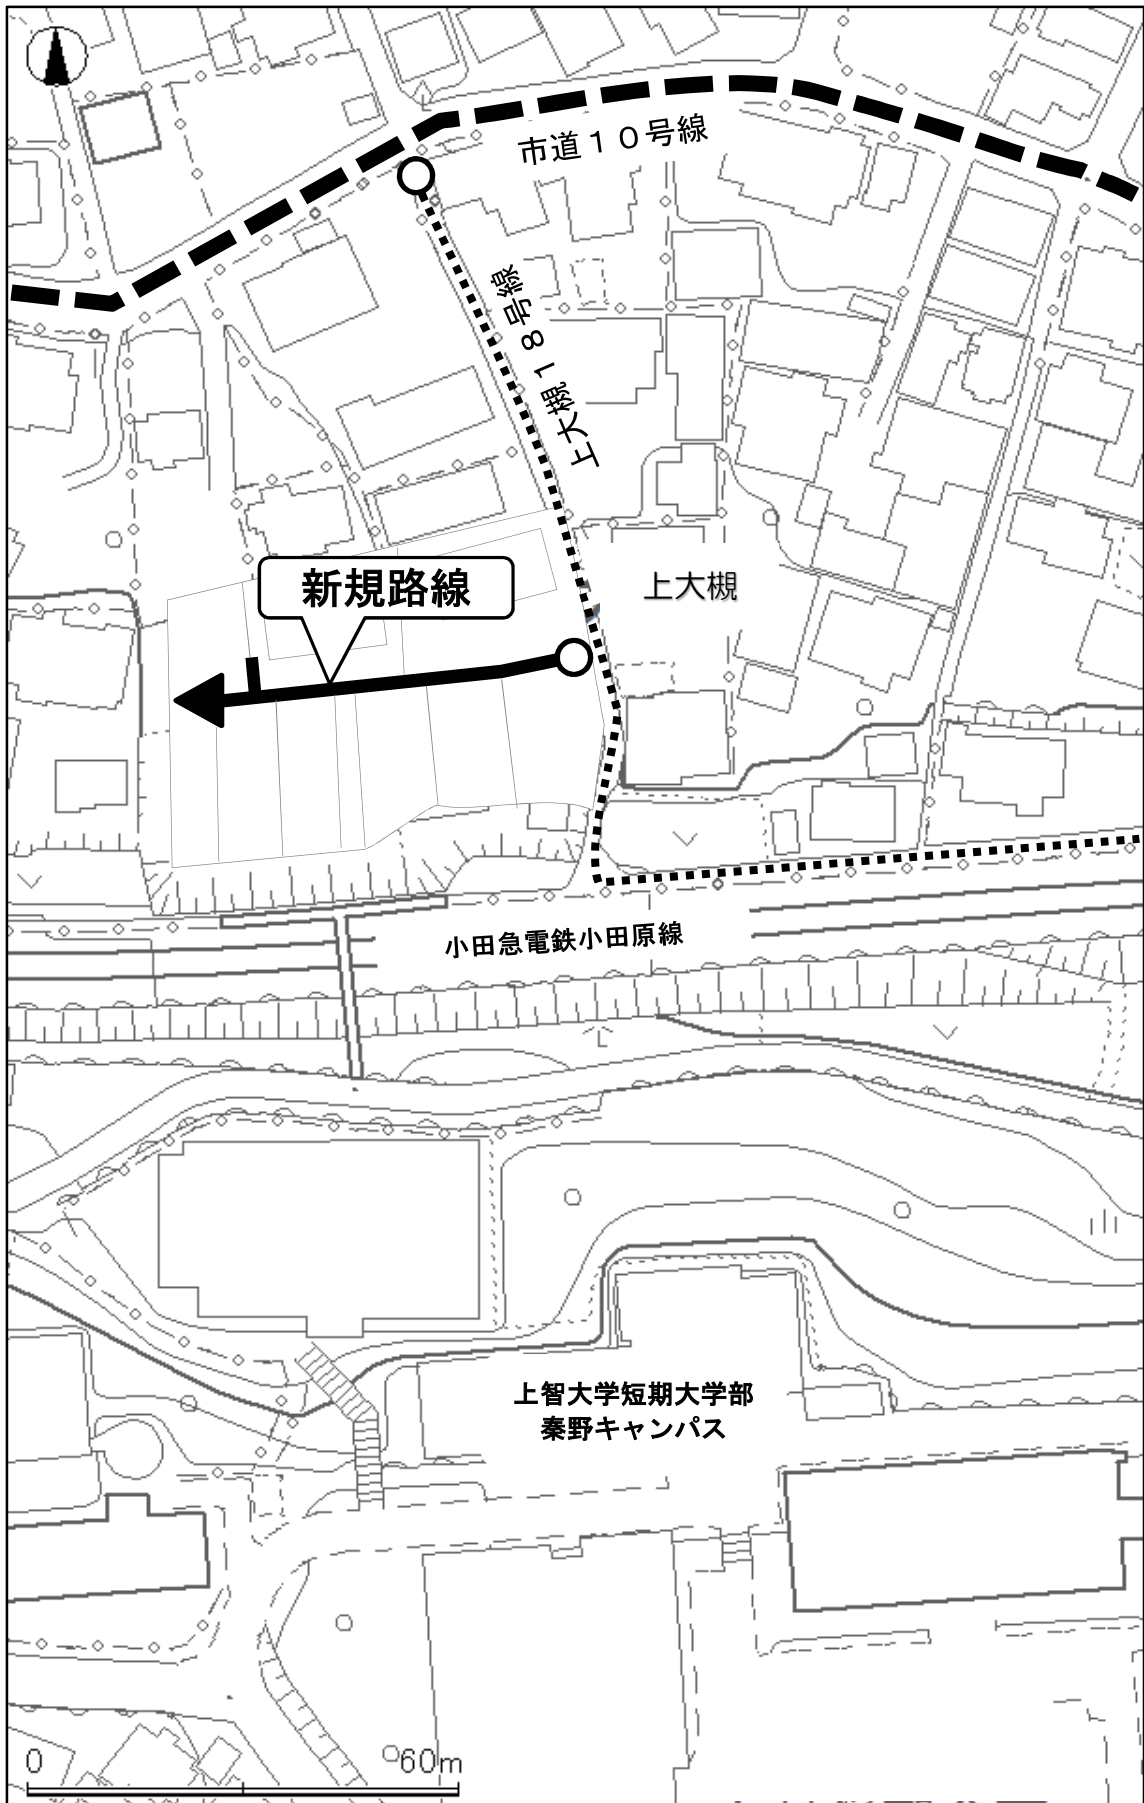 市道１０号線
上大槻１８号線
新規路線
上大槻
小田急電鉄小田原線
上智大学短期大学部
秦野キャンパス
0 60m